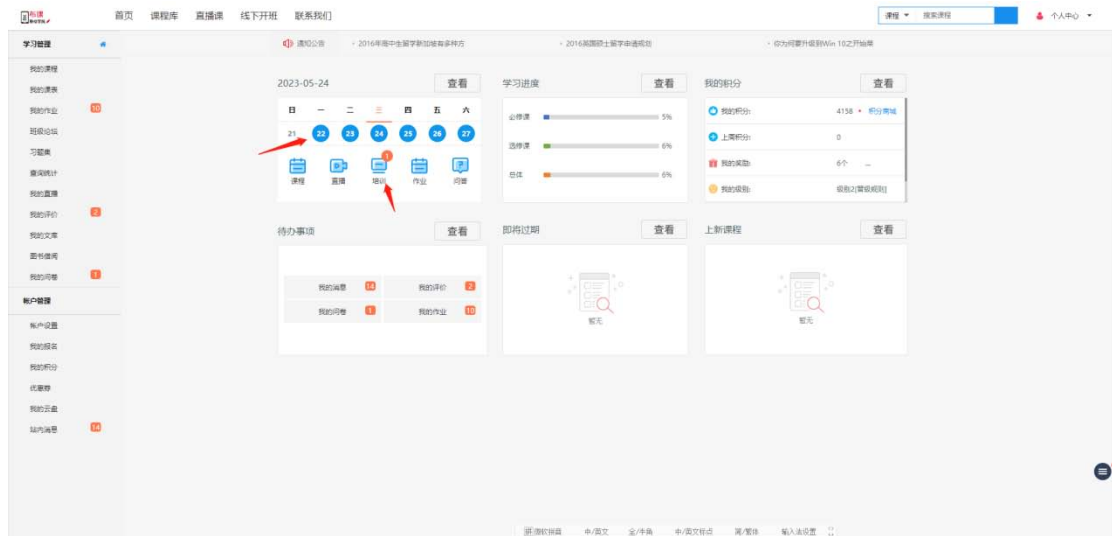 首页 课程库 直播课 线下开班 联系我们 课程 搜索课程 个人中心
学习管理
我的课程
我的课表
我的作业 10
班级论坛
习题集
查询统计
我的直播
我的评价 2
我的文库
图书借阅
我的问卷 1
帐户管理
帐户设置
我的报名
我的积分
优惠券
我的云盘
站内消息 14
通知公告 2016年高中生留学新加坡有多种方 2016英国硕士留学申请规划 你为何要升级到Win 10之开始菜
2023-05-24 查看
日 一 二 三 四 五 六
21 22 23 24 25 26 27
1
课程 直播 培训 作业 问答
学习进度 查看
必修课 5%
选修课 6%
总体 6%
我的积分 查看
我的积分: 4158 积分商城
上周积分: 0
我的奖励: 6个 ...
我的级别: 级别2[晋级规则]
待办事项 查看
我的消息 14 我的评价 2
我的问卷 1 我的作业 10
即将过期 查看
暂无
上新课程 查看
暂无
微软拼音 中/英文 全/半角 中/英文标点 简/繁体 输入法设置